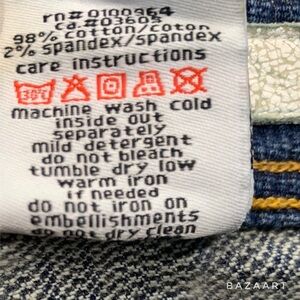 rn# 0100964
ca.#03605
98% cotton/coton
2% spandex/spandex
care instructions
30°C
machine wash cold
inside out
separately
mild detergent
do not bleach
tumble dry low
warm iron
if needed
do not iron on
embellishments
do not dry clean
BAZAART